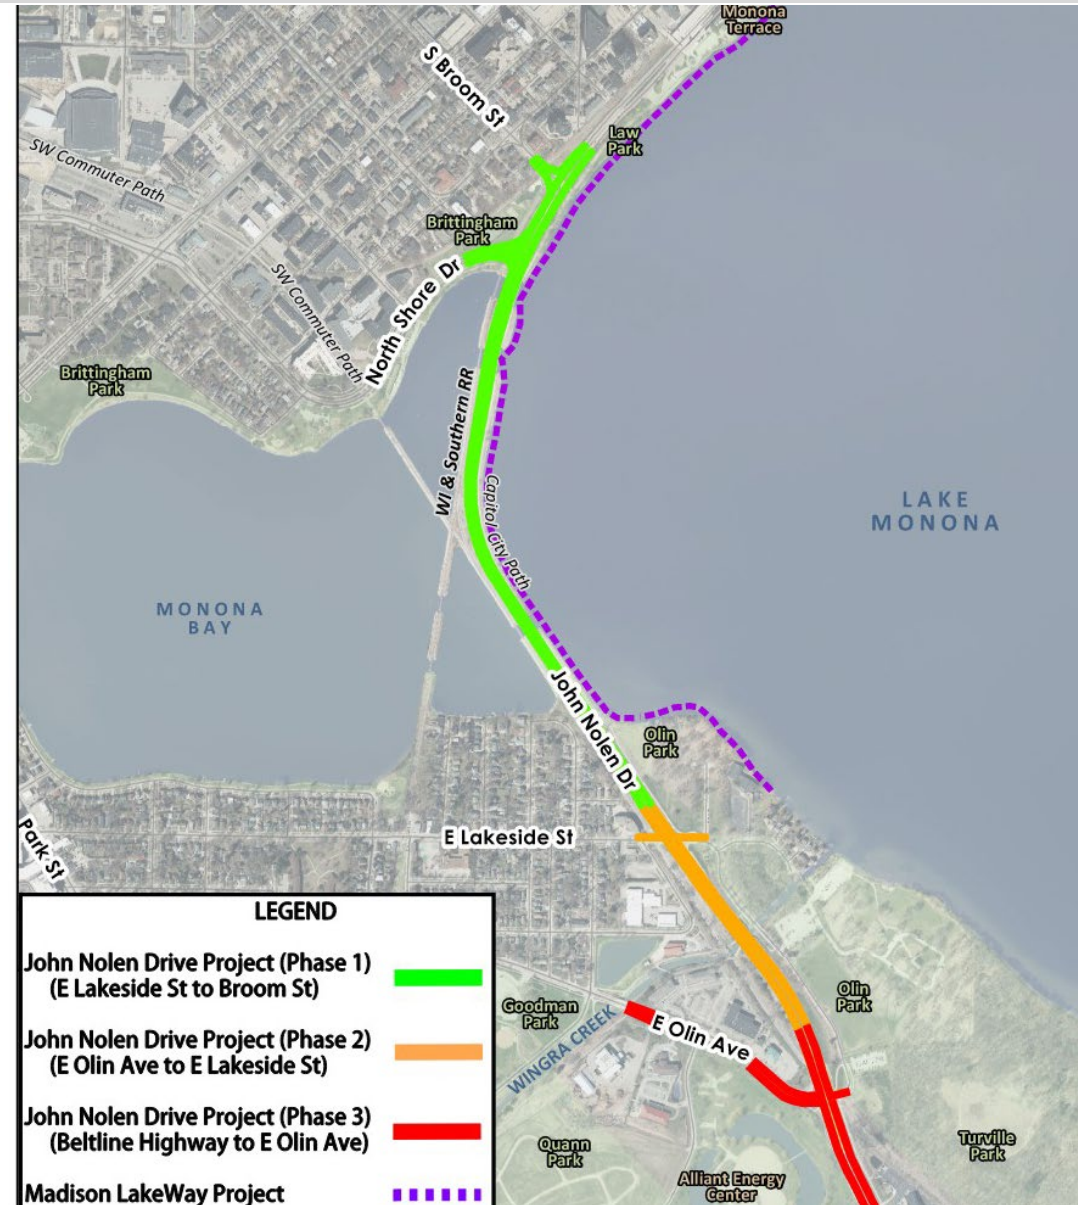 Monona
Terrace
S Broom St
Law
Park
SW Commuter Path
Brittingham
Park
SW Commuter Path
North Shore Dr
Brittingham
Park
WI & Southern RR
Capitol City Path
LAKE
MONONA
MONONA
BAY
John Nolen Dr
Olin
Park
E Lakeside St
Park St
LEGEND
John Nolen Drive Project (Phase 1)
(E Lakeside St to Broom St)
John Nolen Drive Project (Phase 2)
(E Olin Ave to E Lakeside St)
John Nolen Drive Project (Phase 3)
(Beltline Highway to E Olin Ave)
Madison LakeWay Project
Goodman
Park
WINGRA CREEK
E Olin Ave
Olin
Park
Quann
Park
Alliant Energy
Center
Turville
Park